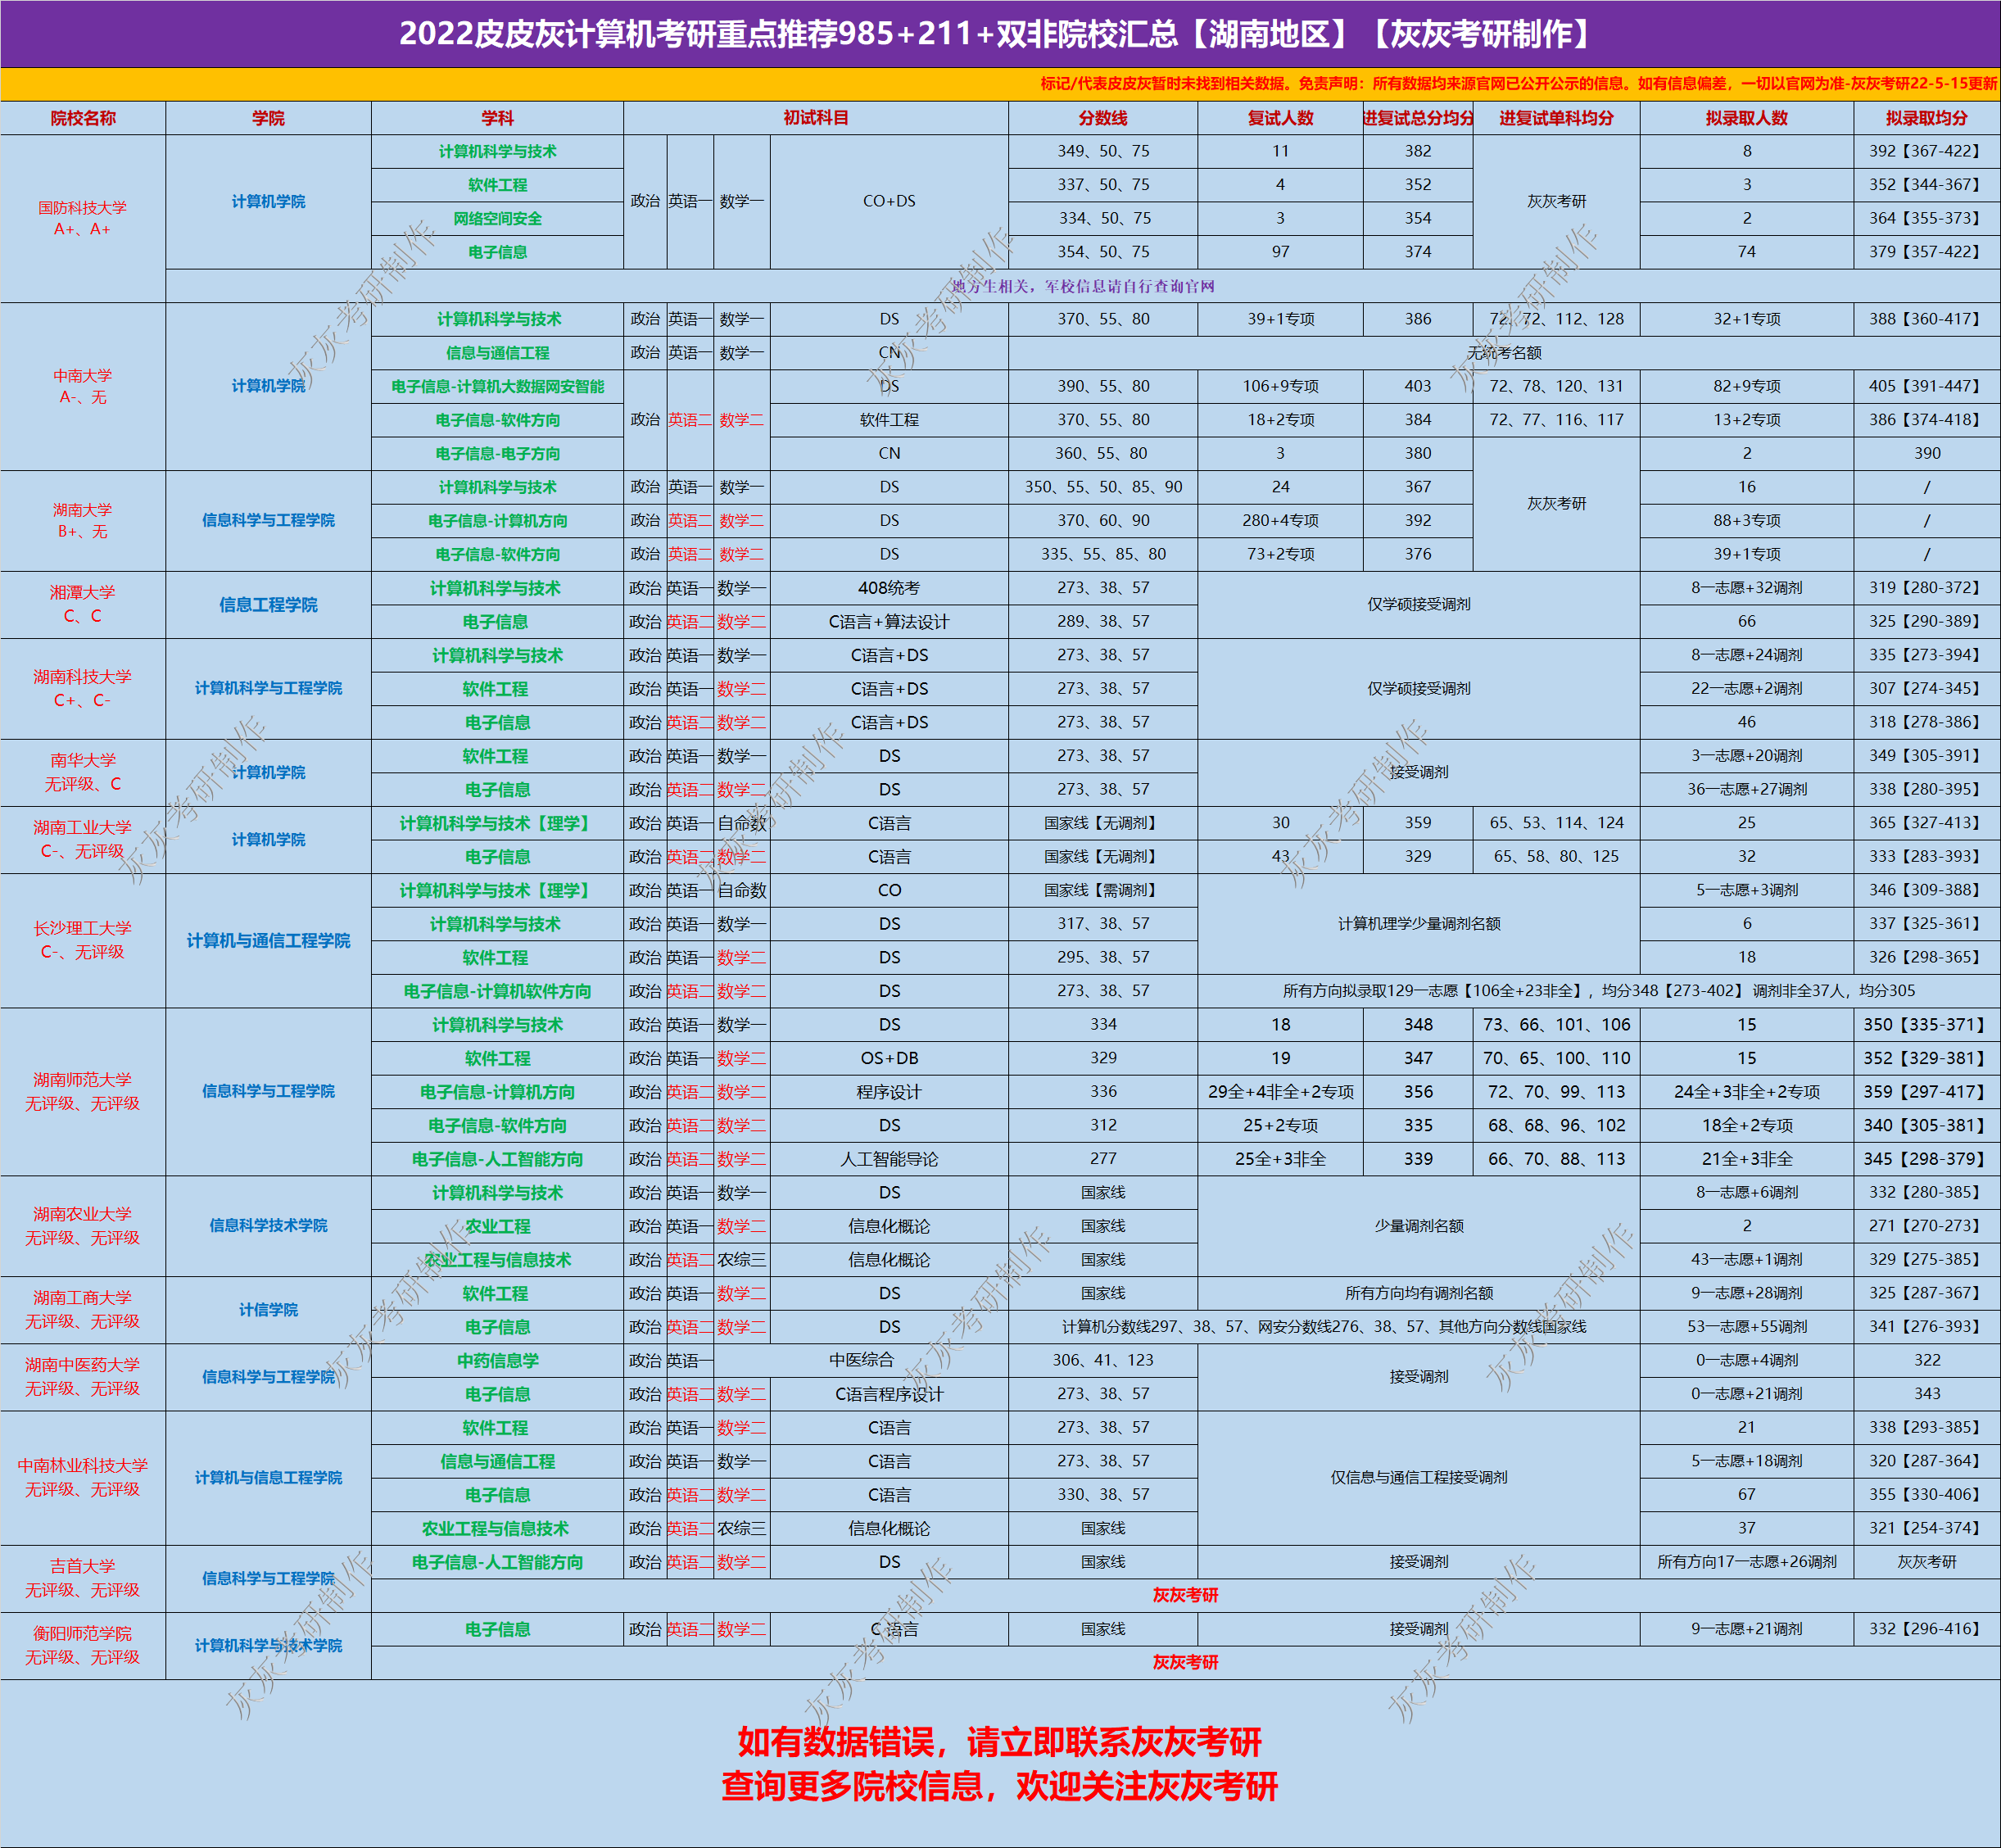 2022皮皮灰计算机考研重点推荐985+211+双非院校汇总【湖南地区】【灰灰考研制作】
标记/代表皮皮灰暂时未找到相关数据。免责声明：所有数据均来源官网已公开公示的信息。如有信息偏差，一切以官网为准-灰灰考研22-5-15更新
院校名称 学院 学科 初试科目 分数线 复试人数 进复试总分均分 进复试单科均分 拟录取人数 拟录取均分
国防科技大学
A+、A+
计算机学院
计算机科学与技术 政治 英语一 数学一 CO+DS 349、50、75 11 382 灰灰考研 8 392【367-422】
软件工程 337、50、75 4 352 3 352【344-367】
网络空间安全 334、50、75 3 354 2 364【355-373】
电子信息 354、50、75 97 374 74 379【357-422】
地方生相关，军校信息请自行查询官网
中南大学
A-、无
计算机学院
计算机科学与技术 政治 英语一 数学一 DS 370、55、80 39+1专项 386 72、72、112、128 32+1专项 388【360-417】
信息与通信工程 政治 英语一 数学一 CN 无统考名额
电子信息-计算机大数据网安智能 政治 英语二 数学二 DS 390、55、80 106+9专项 403 72、78、120、131 82+9专项 405【391-447】
电子信息-软件方向 软件工程 370、55、80 18+2专项 384 72、77、116、117 13+2专项 386【374-418】
电子信息-电子方向 CN 360、55、80 3 380 灰灰考研 2 390
湖南大学
B+、无
信息科学与工程学院
计算机科学与技术 政治 英语一 数学一 DS 350、55、50、85、90 24 367 16 /
电子信息-计算机方向 政治 英语二 数学二 DS 370、60、90 280+4专项 392 88+3专项 /
电子信息-软件方向 政治 英语二 数学二 DS 335、55、85、80 73+2专项 376 39+1专项 /
湘潭大学
C、C
信息工程学院
计算机科学与技术 政治 英语一 数学一 408统考 273、38、57 仅学硕接受调剂 8一志愿+32调剂 319【280-372】
电子信息 政治 英语二 数学二 C语言+算法设计 289、38、57 66 325【290-389】
湖南科技大学
C+、C-
计算机科学与工程学院
计算机科学与技术 政治 英语一 数学一 C语言+DS 273、38、57 仅学硕接受调剂 8一志愿+24调剂 335【273-394】
软件工程 政治 英语一 数学二 C语言+DS 273、38、57 22一志愿+2调剂 307【274-345】
电子信息 政治 英语二 数学二 C语言+DS 273、38、57 46 318【278-386】
南华大学
无评级、C
计算机学院
软件工程 政治 英语一 数学一 DS 273、38、57 接受调剂 3一志愿+20调剂 349【305-391】
电子信息 政治 英语二 数学二 DS 273、38、57 36一志愿+27调剂 338【280-395】
湖南工业大学
C-、无评级
计算机学院
计算机科学与技术【理学】 政治 英语一 自命数 C语言 国家线【无调剂】 30 359 65、53、114、124 25 365【327-413】
电子信息 政治 英语二 数学二 C语言 国家线【无调剂】 43 329 65、58、80、125 32 333【283-393】
长沙理工大学
C-、无评级
计算机与通信工程学院
计算机科学与技术【理学】 政治 英语一 自命数 CO 国家线【需调剂】 计算机理学少量调剂名额 5一志愿+3调剂 346【309-388】
计算机科学与技术 政治 英语一 数学一 DS 317、38、57 6 337【325-361】
软件工程 政治 英语一 数学二 DS 295、38、57 18 326【298-365】
电子信息-计算机软件方向 政治 英语二 数学二 DS 273、38、57 所有方向拟录取129一志愿【106全+23非全】，均分348【273-402】 调剂非全37人，均分305
湖南师范大学
无评级、无评级
信息科学与工程学院
计算机科学与技术 政治 英语一 数学一 DS 334 18 348 73、66、101、106 15 350【335-371】
软件工程 政治 英语一 数学二 OS+DB 329 19 347 70、65、100、110 15 352【329-381】
电子信息-计算机方向 政治 英语二 数学二 程序设计 336 29全+4非全+2专项 356 72、70、99、113 24全+3非全+2专项 359【297-417】
电子信息-软件方向 政治 英语二 数学二 DS 312 25+2专项 335 68、68、96、102 18全+2专项 340【305-381】
电子信息-人工智能方向 政治 英语二 数学二 人工智能导论 277 25全+3非全 339 66、70、88、113 21全+3非全 345【298-379】
湖南农业大学
无评级、无评级
信息科学技术学院
计算机科学与技术 政治 英语一 数学一 DS 国家线 少量调剂名额 8一志愿+6调剂 332【280-385】
农业工程 政治 英语一 数学二 信息化概论 国家线 2 271【270-273】
农业工程与信息技术 政治 英语二 农综三 信息化概论 国家线 43一志愿+1调剂 329【275-385】
湖南工商大学
无评级、无评级
计信学院
软件工程 政治 英语一 数学二 DS 国家线 所有方向均有调剂名额 9一志愿+28调剂 325【287-367】
电子信息 政治 英语二 数学二 DS 计算机分数线297、38、57、网安分数线276、38、57、其他方向分数线国家线 53一志愿+55调剂 341【276-393】
湖南中医药大学
无评级、无评级
信息科学与工程学院
中药信息学 政治 英语一 中医综合 306、41、123 接受调剂 0一志愿+4调剂 322
电子信息 政治 英语二 数学二 C语言程序设计 273、38、57 0一志愿+21调剂 343
中南林业科技大学
无评级、无评级
计算机与信息工程学院
软件工程 政治 英语一 数学二 C语言 273、38、57 仅信息与通信工程接受调剂 21 338【293-385】
信息与通信工程 政治 英语一 数学一 C语言 273、38、57 5一志愿+18调剂 320【287-364】
电子信息 政治 英语二 数学二 C语言 330、38、57 67 355【330-406】
农业工程与信息技术 政治 英语二 农综三 信息化概论 国家线 37 321【254-374】
吉首大学
无评级、无评级
信息科学与工程学院
电子信息-人工智能方向 政治 英语二 数学二 DS 国家线 接受调剂 所有方向17一志愿+26调剂 灰灰考研
灰灰考研
衡阳师范学院
无评级、无评级
计算机科学与技术学院
电子信息 政治 英语二 数学二 C 语言 国家线 接受调剂 9一志愿+21调剂 332【296-416】
灰灰考研
如有数据错误，请立即联系灰灰考研
查询更多院校信息，欢迎关注灰灰考研
灰灰考研制作
灰灰考研制作
灰灰考研制作
灰灰考研制作
灰灰考研制作
灰灰考研制作
灰灰考研制作
灰灰考研制作
灰灰考研制作
灰灰考研制作
灰灰考研制作
灰灰考研制作